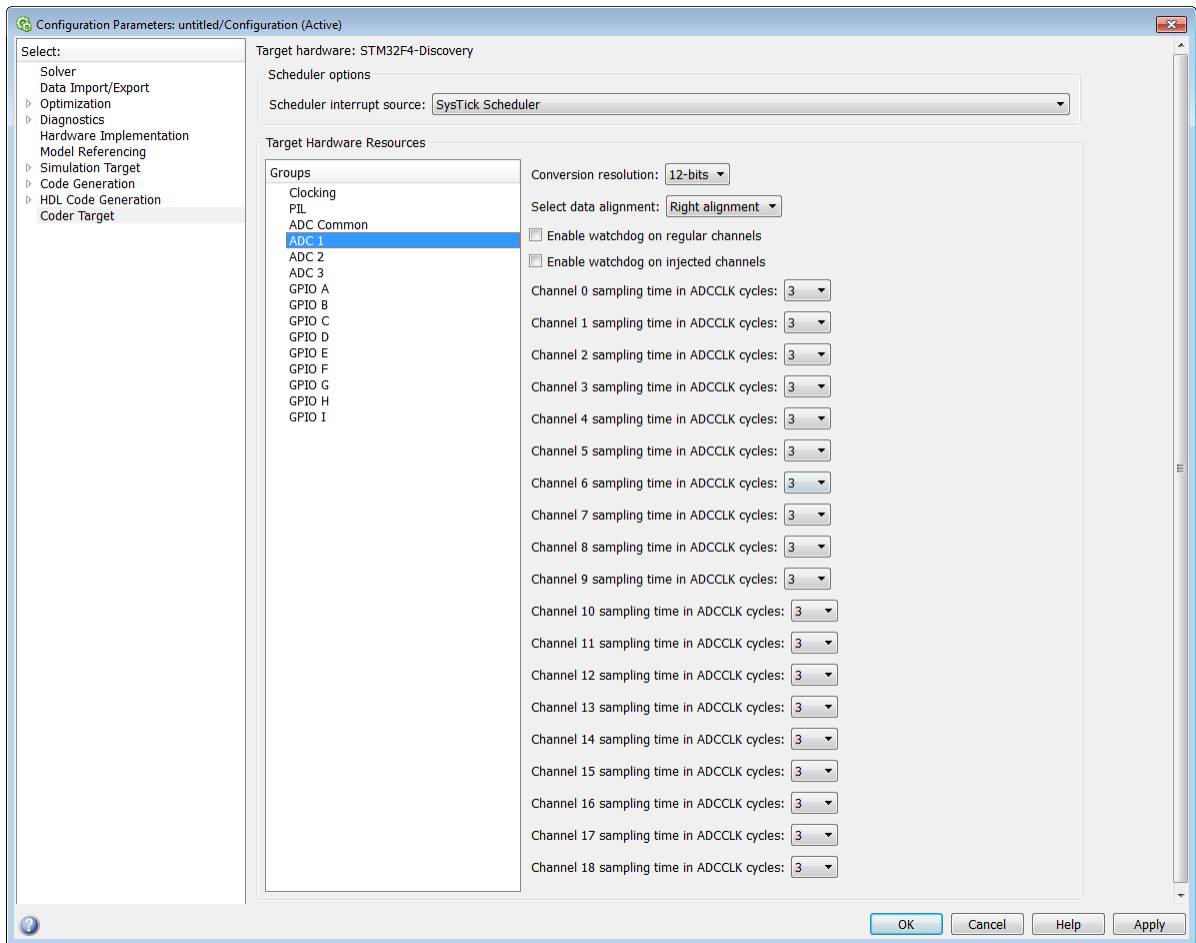 Configuration Parameters: untitled/Configuration (Active)
Select:
Solver
Data Import/Export
Optimization
Diagnostics
Hardware Implementation
Model Referencing
Simulation Target
Code Generation
HDL Code Generation
Coder Target
Target hardware: STM32F4-Discovery
Scheduler options
Scheduler interrupt source: SysTick Scheduler
Target Hardware Resources
Groups
Clocking
PIL
ADC Common
ADC 1
ADC 2
ADC 3
GPIO A
GPIO B
GPIO C
GPIO D
GPIO E
GPIO F
GPIO G
GPIO H
GPIO I
Conversion resolution: 12-bits
Select data alignment: Right alignment
Enable watchdog on regular channels
Enable watchdog on injected channels
Channel 0 sampling time in ADCCLK cycles: 3
Channel 1 sampling time in ADCCLK cycles: 3
Channel 2 sampling time in ADCCLK cycles: 3
Channel 3 sampling time in ADCCLK cycles: 3
Channel 4 sampling time in ADCCLK cycles: 3
Channel 5 sampling time in ADCCLK cycles: 3
Channel 6 sampling time in ADCCLK cycles: 3
Channel 7 sampling time in ADCCLK cycles: 3
Channel 8 sampling time in ADCCLK cycles: 3
Channel 9 sampling time in ADCCLK cycles: 3
Channel 10 sampling time in ADCCLK cycles: 3
Channel 11 sampling time in ADCCLK cycles: 3
Channel 12 sampling time in ADCCLK cycles: 3
Channel 13 sampling time in ADCCLK cycles: 3
Channel 14 sampling time in ADCCLK cycles: 3
Channel 15 sampling time in ADCCLK cycles: 3
Channel 16 sampling time in ADCCLK cycles: 3
Channel 17 sampling time in ADCCLK cycles: 3
Channel 18 sampling time in ADCCLK cycles: 3
?
OK
Cancel
Help
Apply